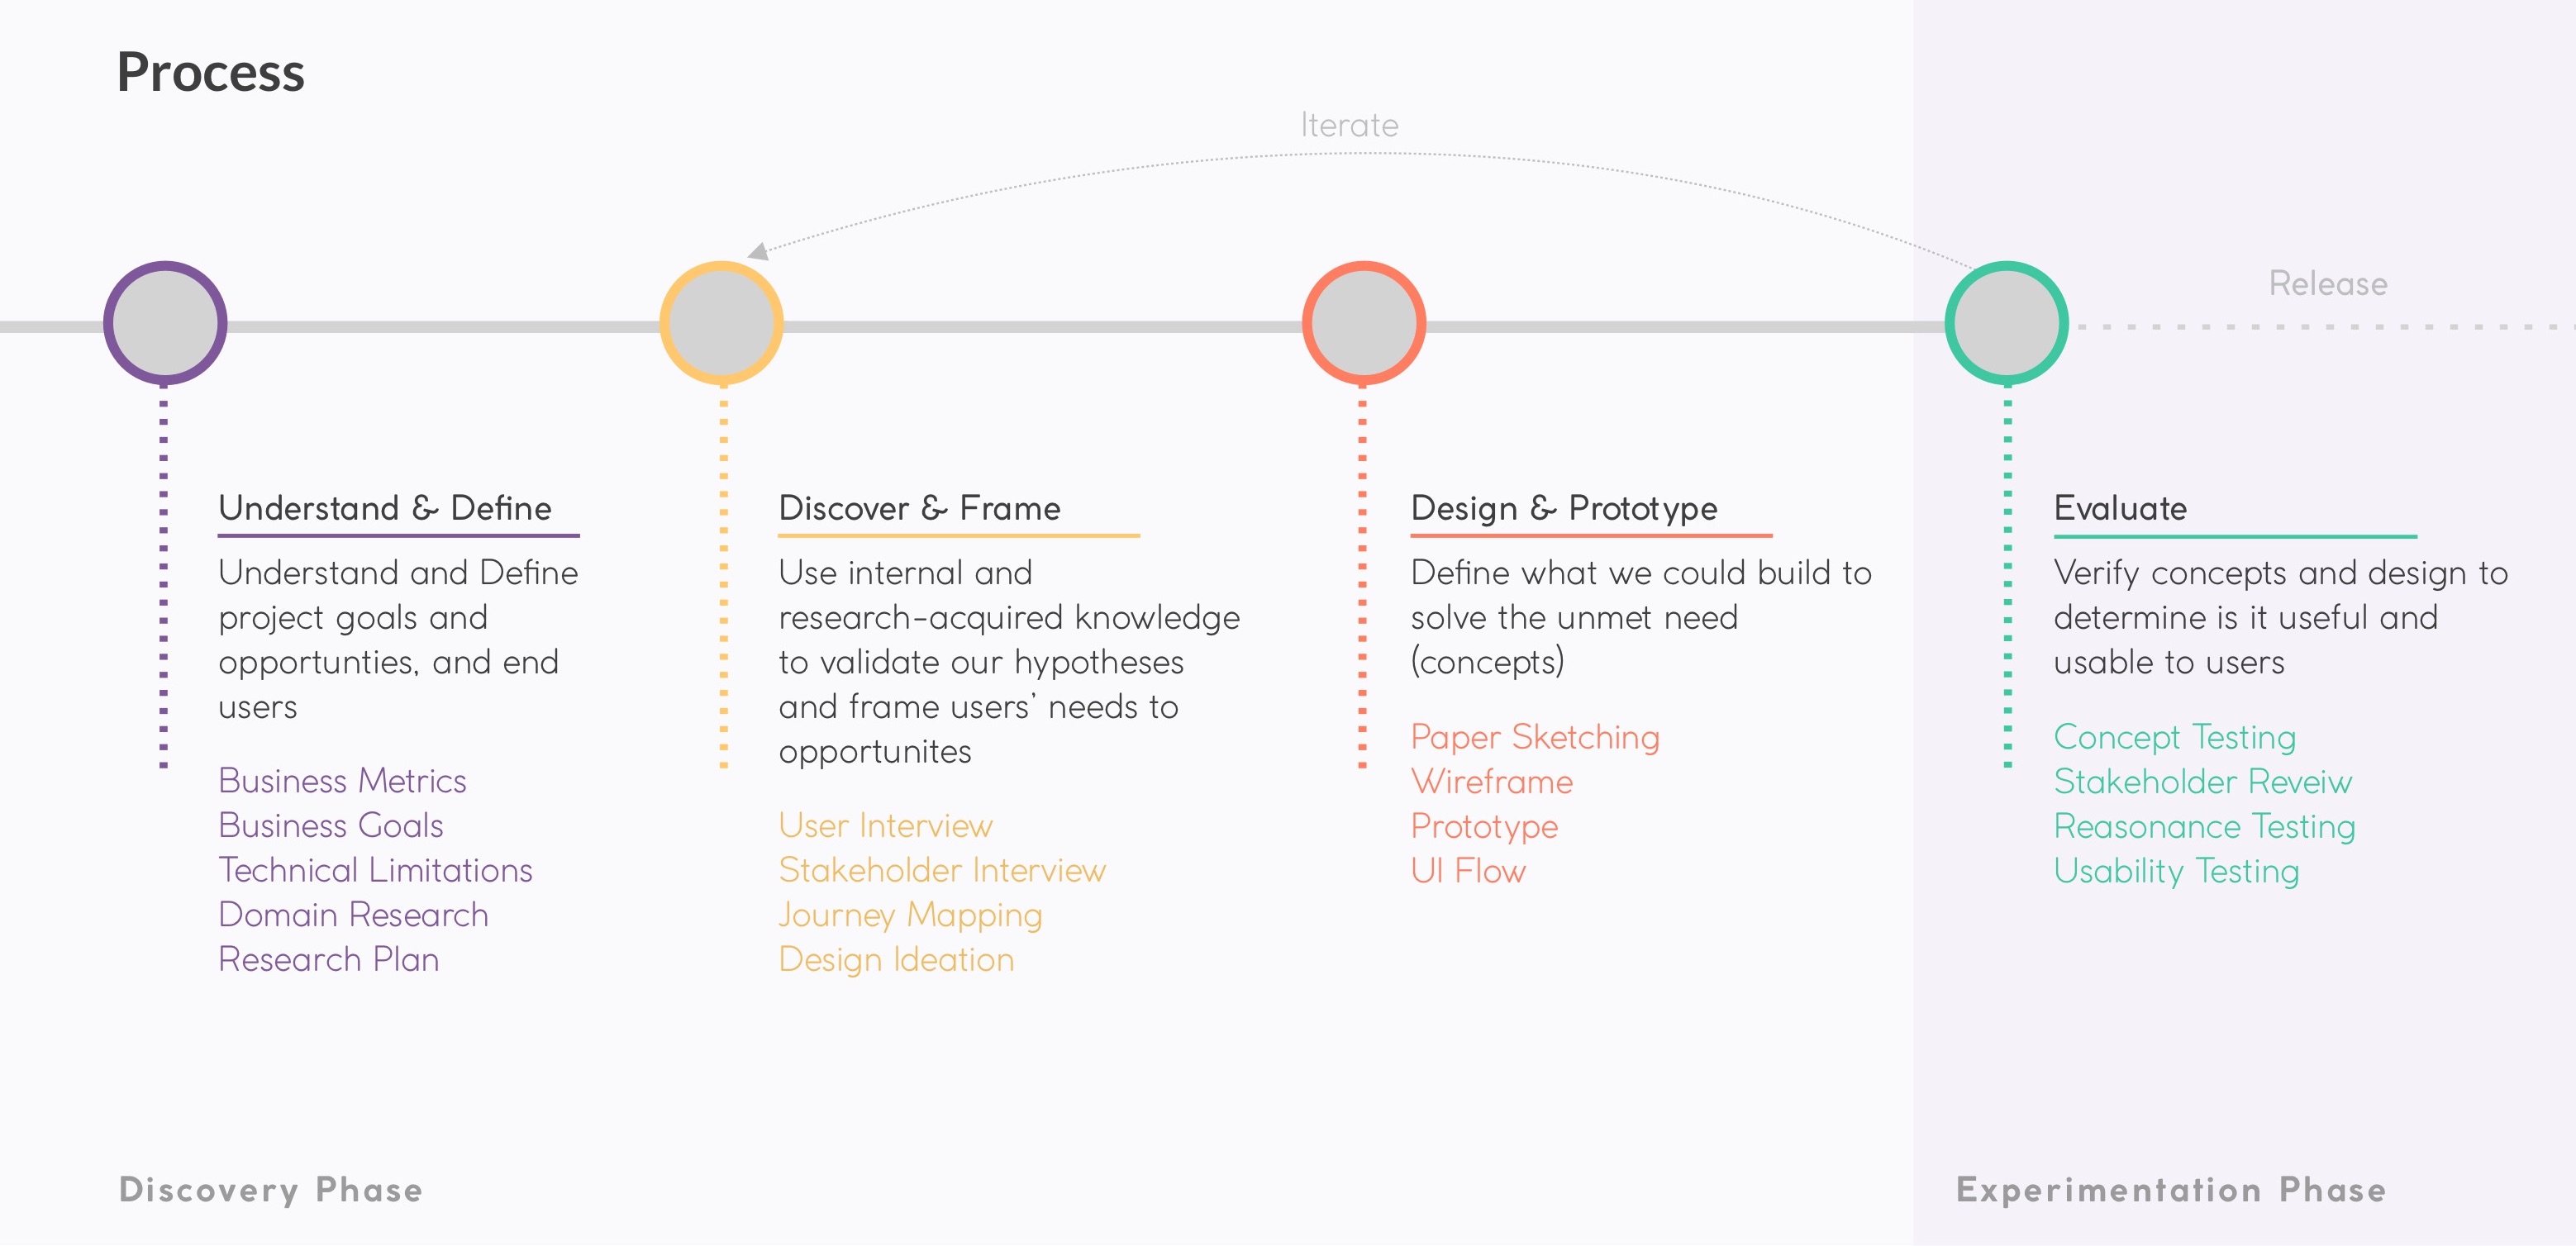 Process
Iterate
Release
Understand & Define
Understand and Define
project goals and
opportunties, and end
users
Business Metrics
Business Goals
Technical Limitations
Domain Research
Research Plan
Discover & Frame
Use internal and
research-acquired knowledge
to validate our hypotheses
and frame users' needs to
opportunites
User Interview
Stakeholder Interview
Journey Mapping
Design Ideation
Design & Prototype
Define what we could build to
solve the unmet need
(concepts)
Paper Sketching
Wireframe
Prototype
UI Flow
Evaluate
Verify concepts and design to
determine is it useful and
usable to users
Concept Testing
Stakeholder Reveiw
Reasonance Testing
Usability Testing
Discovery Phase
Experimentation Phase